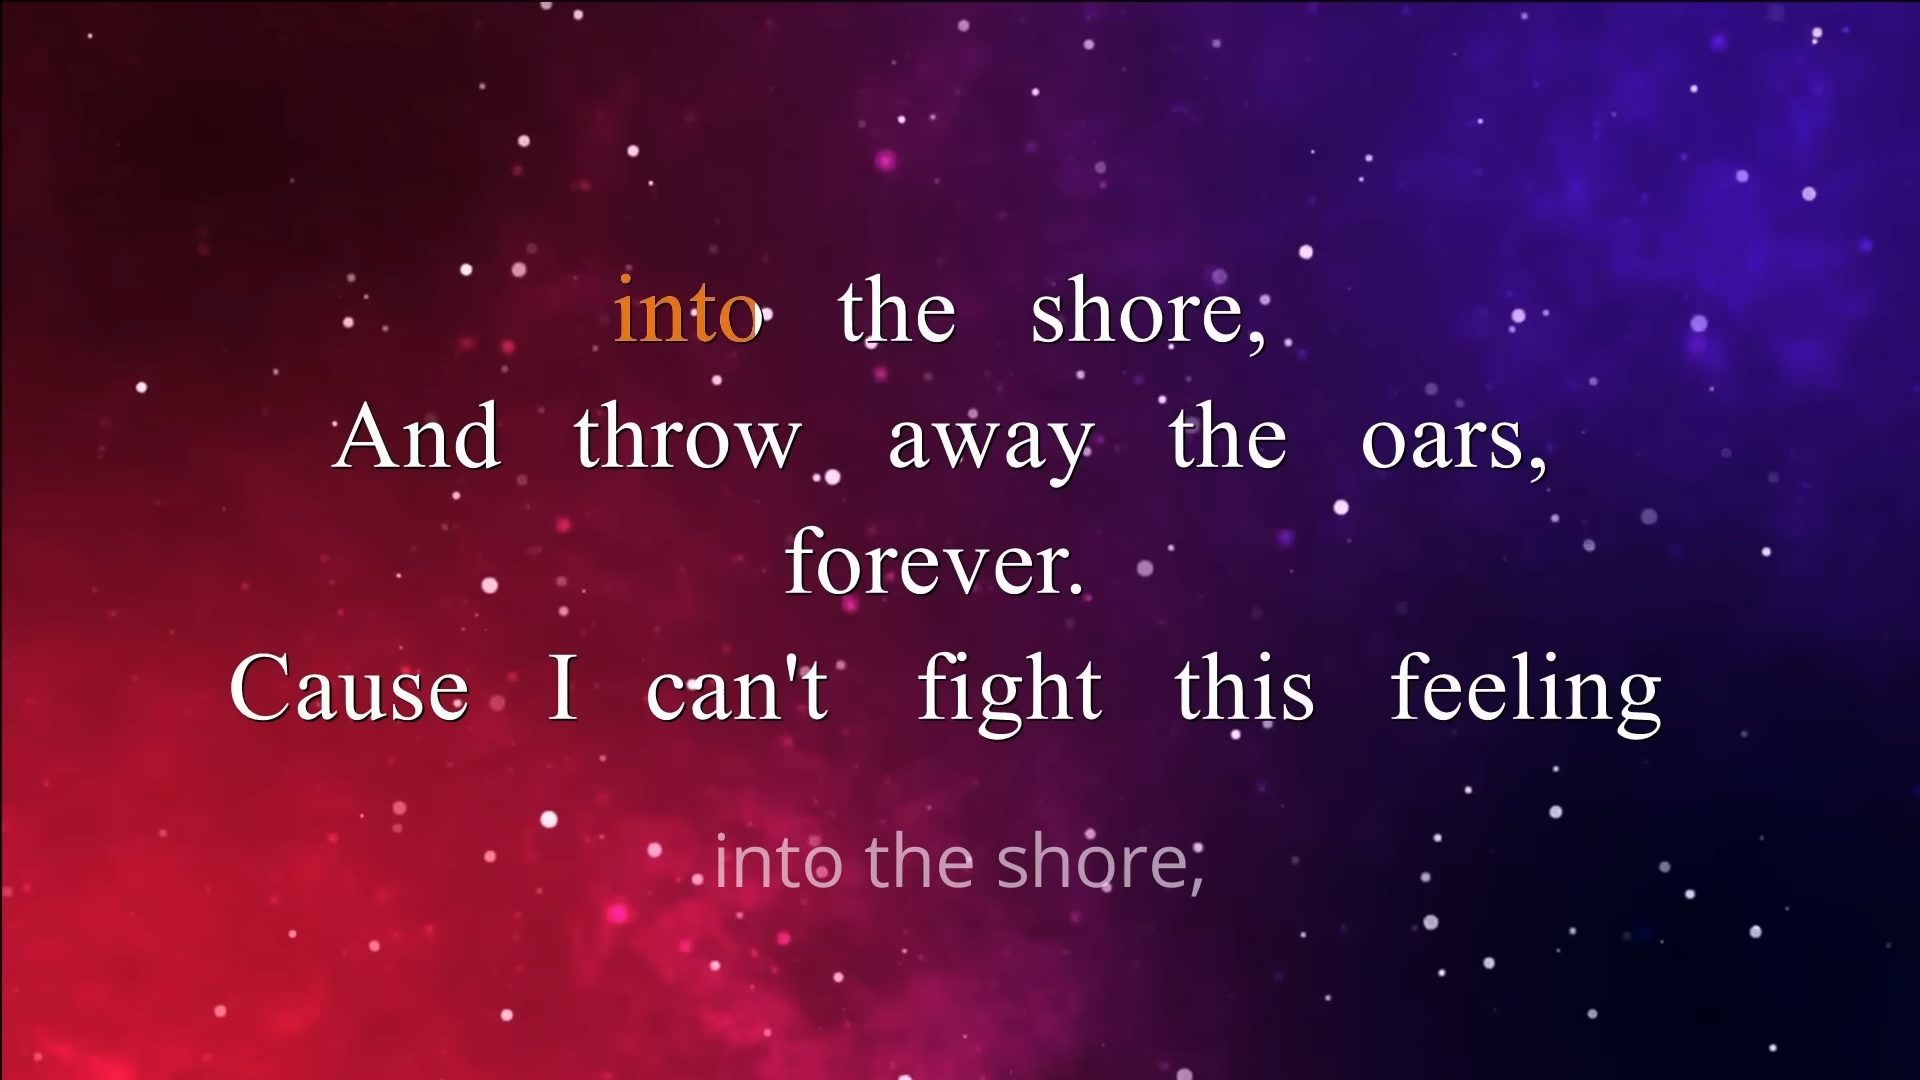 into the shore,
And throw away the oars,
forever.
Cause I can't fight this feeling
into the shore,